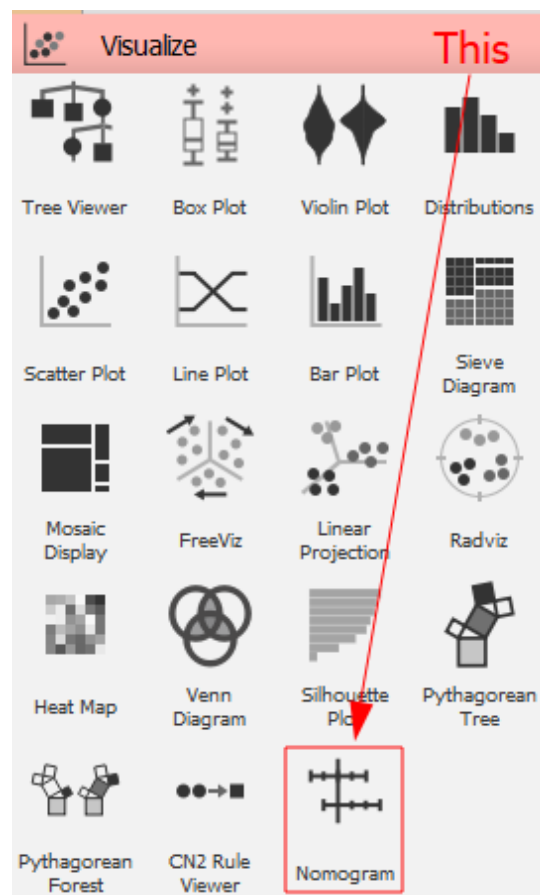 Visualize
This
Tree Viewer
Box Plot
Violin Plot
Distributions
Scatter Plot
Line Plot
Bar Plot
Sieve
Diagram
Mosaic
Display
FreeViz
Linear
Projection
Radviz
Heat Map
Venn
Diagram
Silhouette
Plot
Pythagorean
Tree
Pythagorean
Forest
CN2 Rule
Viewer
Nomogram